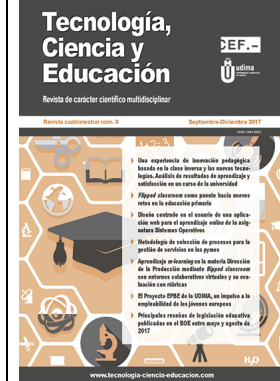 Tecnología,
Ciencia y
Educación
CEF.-
udima
Revista de carácter científico multidisciplinar
Revista cuatrimestral núm. 8
Septiembre-Diciembre 2017
Una experiencia de innovación pedagógica
basada en la clase inversa y las nuevas tecno-
logías. Análisis de resultados de aprendizaje y
satisfacción en un curso de la universidad
Flipped classroom como puente hacia nuevos
retos en la educación primaria
Diseño centrado en el usuario de una aplica-
ción web para el aprendizaje online de la asig-
natura Sistemas Operativos
Metodología de selección de procesos para la
gestión de servicios en las pymes
Aprendizaje m-learning en la materia Dirección
de la Producción mediante flipped classroom
con entornos colaborativos virtuales y su eva-
luación con rúbricas
El Proyecto EPBE de la UDIMA, un impulso a la
empleabilidad de los jóvenes europeos
Principales reseñas de legislación educativa
publicadas en el BOE entre mayo y agosto de
2017
H2O
www.tecnologia-ciencia-educacion.com